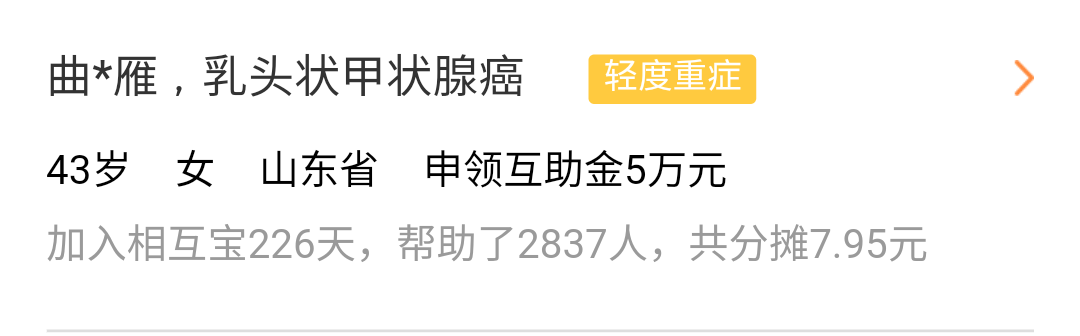 曲*雁，乳头状甲状腺癌 轻度重症
43岁 女 山东省 申领互助金5万元
加入相互宝226天，帮助了2837人，共分摊7.95元